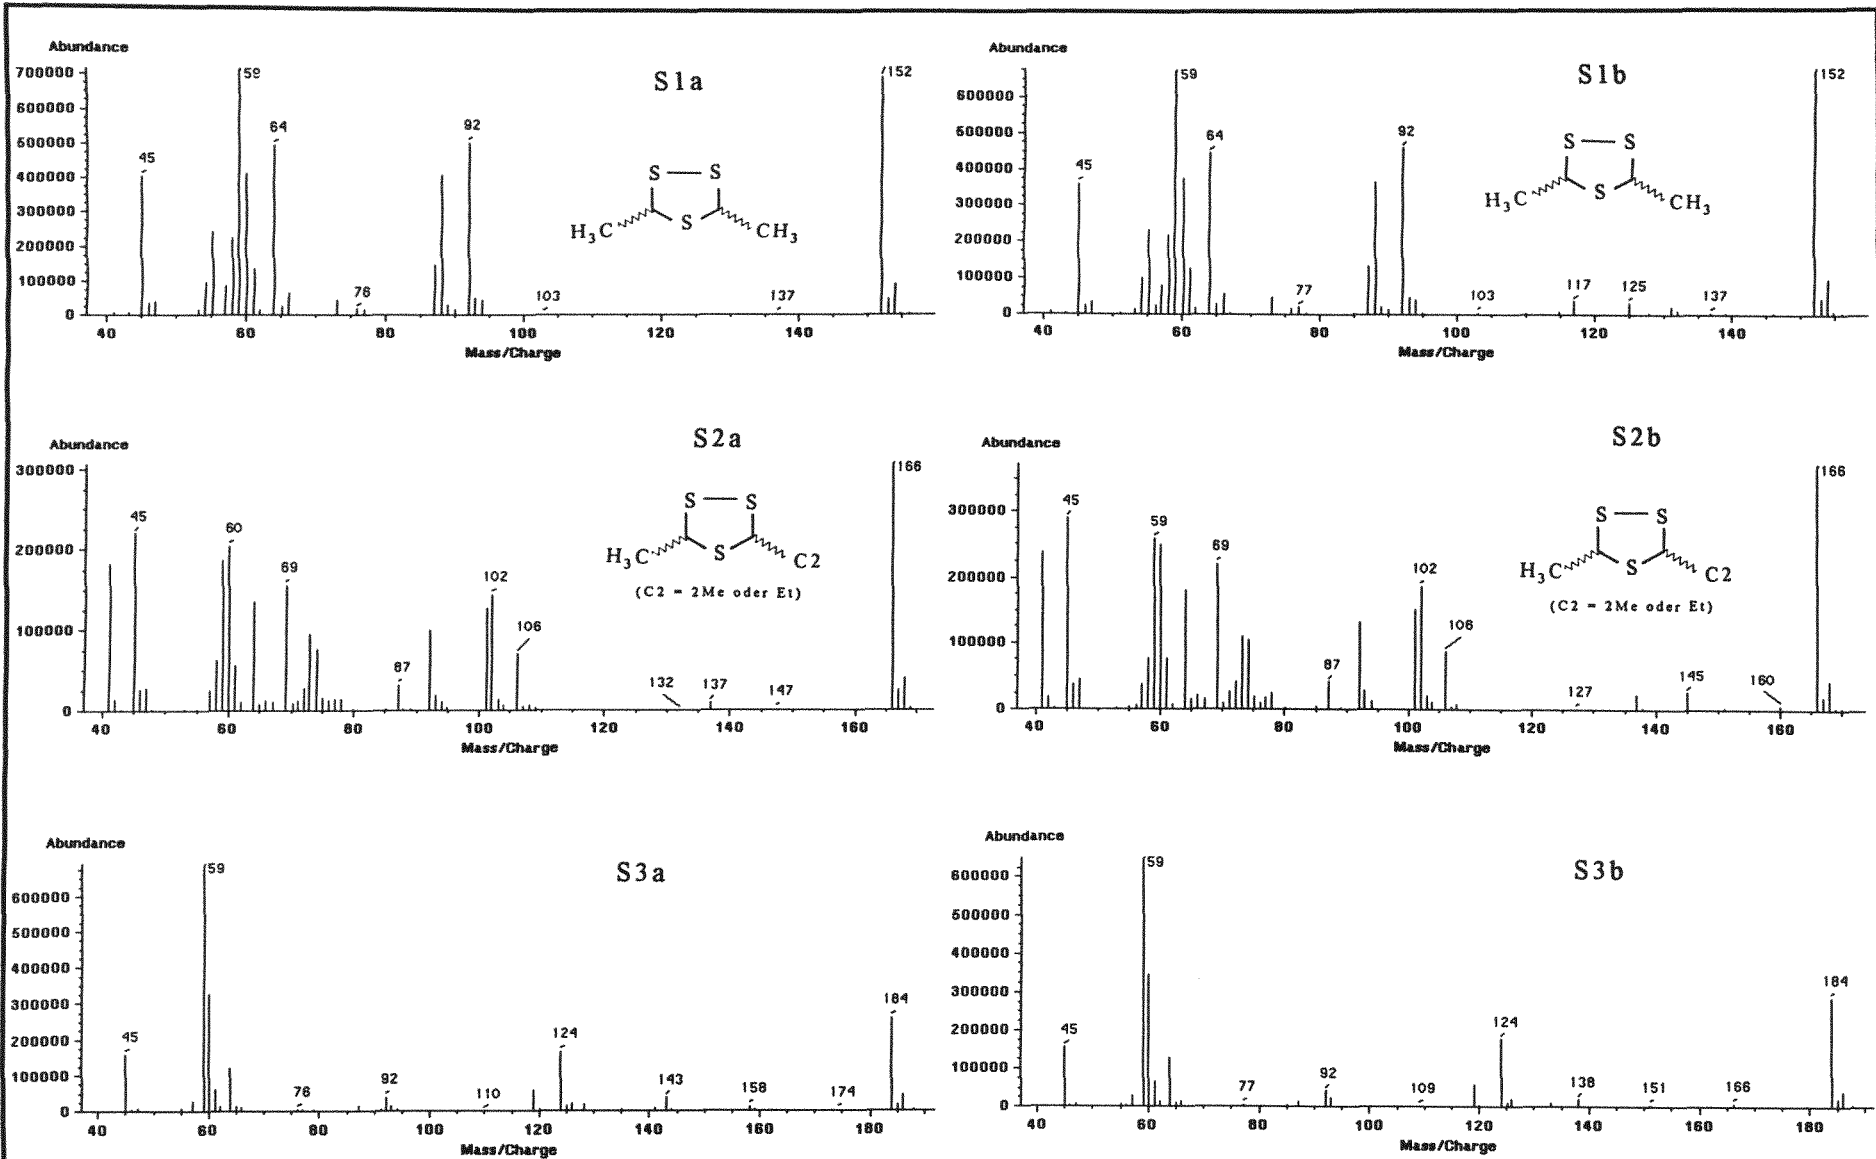 Abundance
S1a
700000
600000
500000
400000
300000
200000
100000
0
59
152
64
92
45
76
103
137
S S
S
H3C CH3
40 60 80 100 120 140
Mass/Charge
Abundance
S1b
600000
500000
400000
300000
200000
100000
0
59
152
64
92
45
77
103
117
125
137
S S
S
H3C CH3
40 60 80 100 120 140
Mass/Charge
Abundance
S2a
300000
200000
100000
0
166
45
60
69
102
106
87
132
137
147
S S
S
H3C C2
(C2 = 2Me oder Et)
40 60 80 100 120 140 160
Mass/Charge
Abundance
S2b
300000
200000
100000
0
166
45
59
69
102
106
87
127
145
160
S S
S
H3C C2
(C2 = 2Me oder Et)
40 60 80 100 120 140 160
Mass/Charge
Abundance
S3a
600000
500000
400000
300000
200000
100000
0
59
184
45
124
76
92
110
143
158
174
40 60 80 100 120 140 160 180
Mass/Charge
Abundance
S3b
600000
500000
400000
300000
200000
100000
0
59
184
45
124
77
92
109
138
151
166
40 60 80 100 120 140 160 180
Mass/Charge